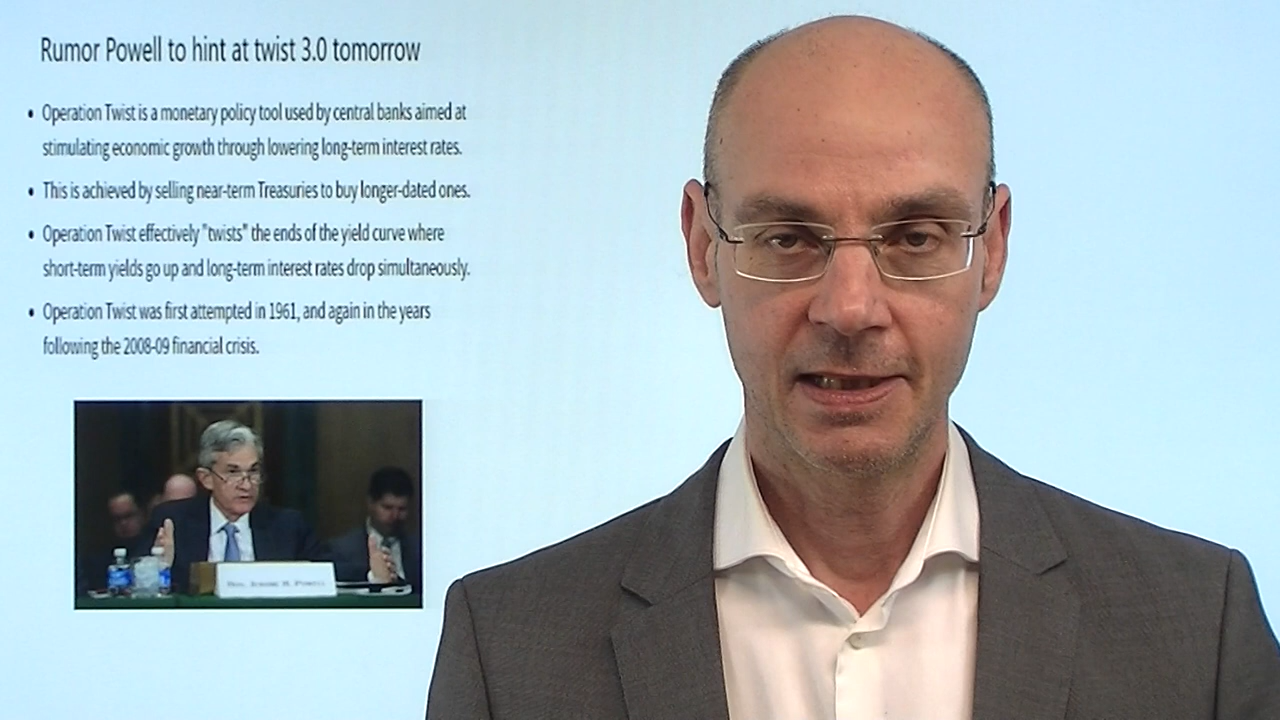 Rumor Powell to hint at twist 3.0 tomorrow
• Operation Twist is a monetary policy tool used by central banks aimed at
stimulating economic growth through lowering long-term interest rates.
• This is achieved by selling near-term Treasuries to buy longer-dated ones.
• Operation Twist effectively "twists" the ends of the yield curve where
short-term yields go up and long-term interest rates drop simultaneously.
• Operation Twist was first attempted in 1961, and again in the years
following the 2008-09 financial crisis.
Hon. Jerome H. Powell